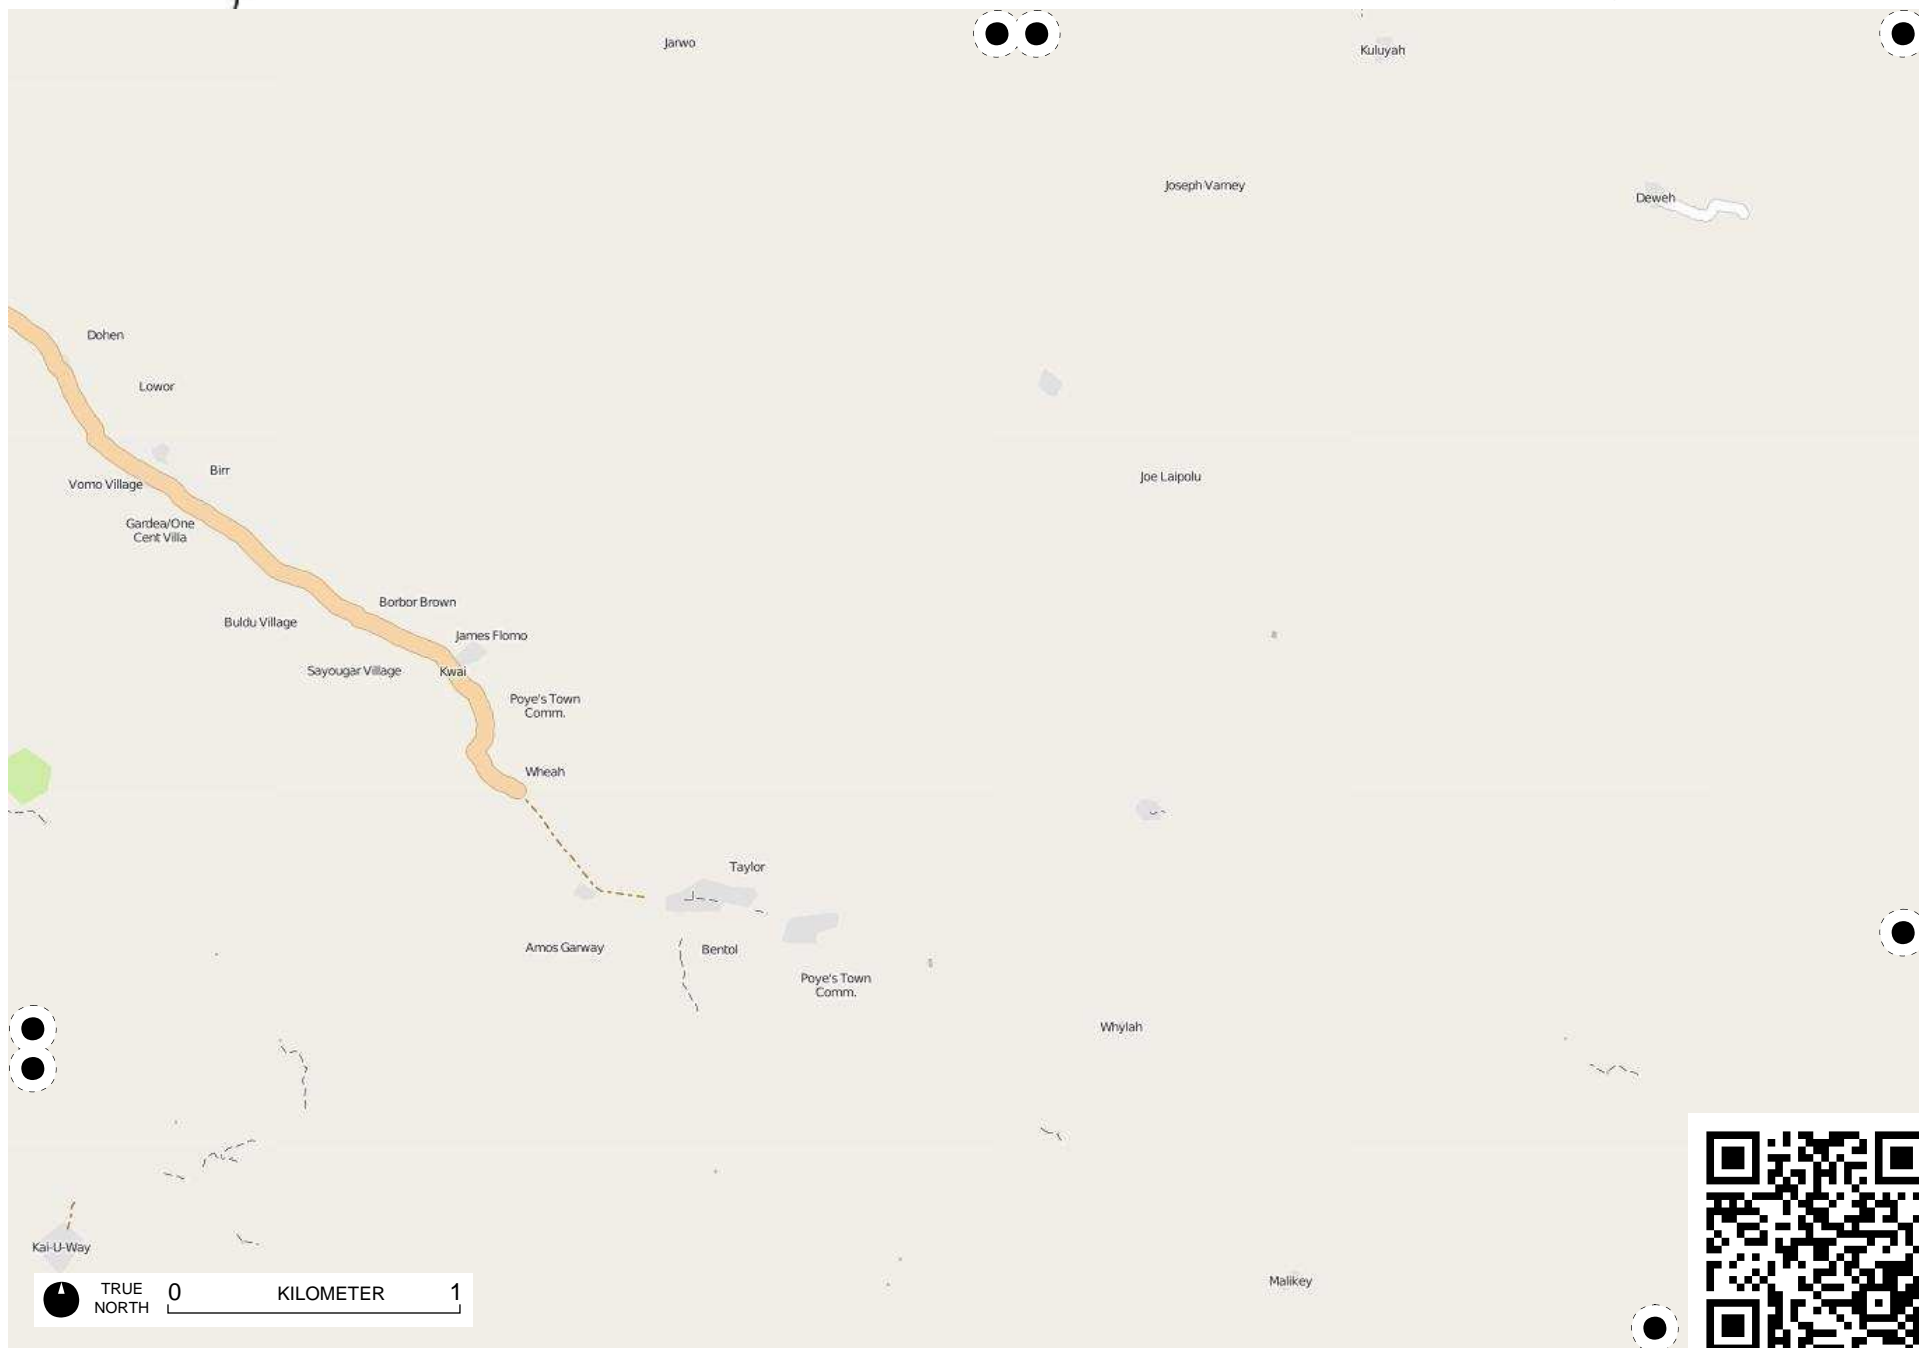 Jarwo
Kuluyah
Joseph Varney
Deweh
Dohen
Lowor
Birr
Vomo Village
Joe Laipolu
Gardea/One
Cent Villa
Borbor Brown
Buldu Village
James Flomo
Sayougar Village
Kwai
Poye's Town
Comm.
Wheah
Taylor
Amos Garway
Bentol
Poye's Town
Comm.
Whylah
Kai-U-Way
Malikey
TRUE
NORTH
0 KILOMETER 1